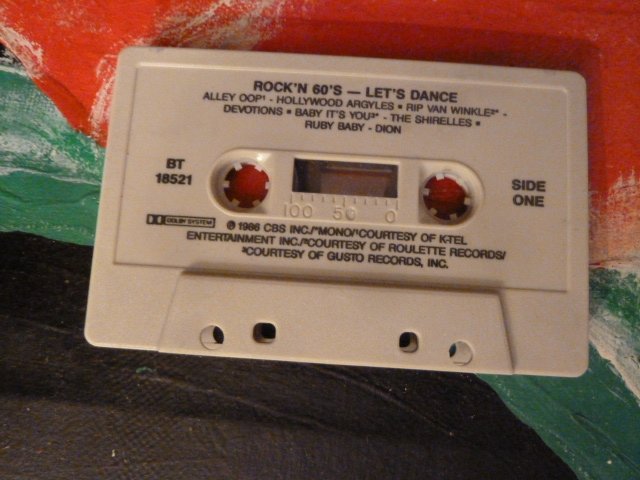 ROCK'N 60'S — LET'S DANCE
ALLEY OOP¹ - HOLLYWOOD ARGYLES • RIP VAN WINKLE²* -
DEVOTIONS • BABY IT'S YOU³* - THE SHIRELLES •
RUBY BABY - DION
BT
18521
SIDE
ONE
100 50 0
DOLBY SYSTEM
℗ 1986 CBS INC./*MONO/¹COURTESY OF K-TEL
ENTERTAINMENT INC./²COURTESY OF ROULETTE RECORDS/
³COURTESY OF GUSTO RECORDS, INC.